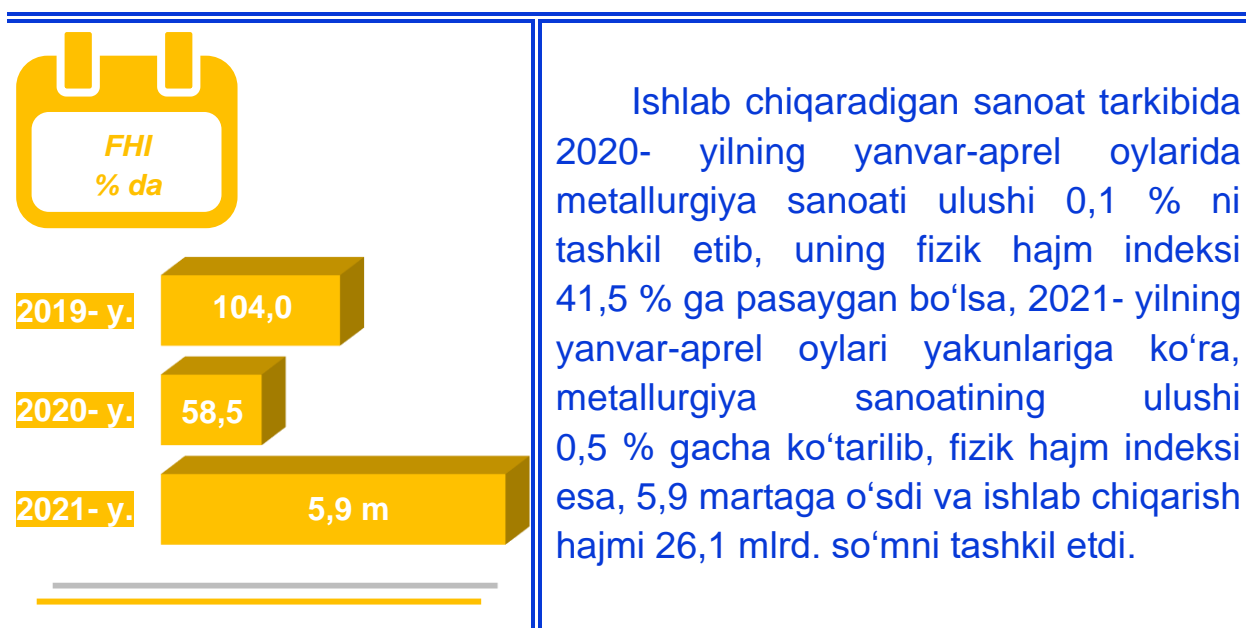 FHI
% da
2019- y.
104,0
2020- y.
58,5
2021- y.
5,9 m
Ishlab chiqaradigan sanoat tarkibida
2020- yilning yanvar-aprel oylarida
metallurgiya sanoati ulushi 0,1 % ni
tashkil etib, uning fizik hajm indeksi
41,5 % ga pasaygan bo‘lsa, 2021- yilning
yanvar-aprel oylari yakunlariga ko‘ra,
metallurgiya sanoatining ulushi
0,5 % gacha ko‘tarilib, fizik hajm indeksi
esa, 5,9 martaga o‘sdi va ishlab chiqarish
hajmi 26,1 mlrd. so‘mni tashkil etdi.